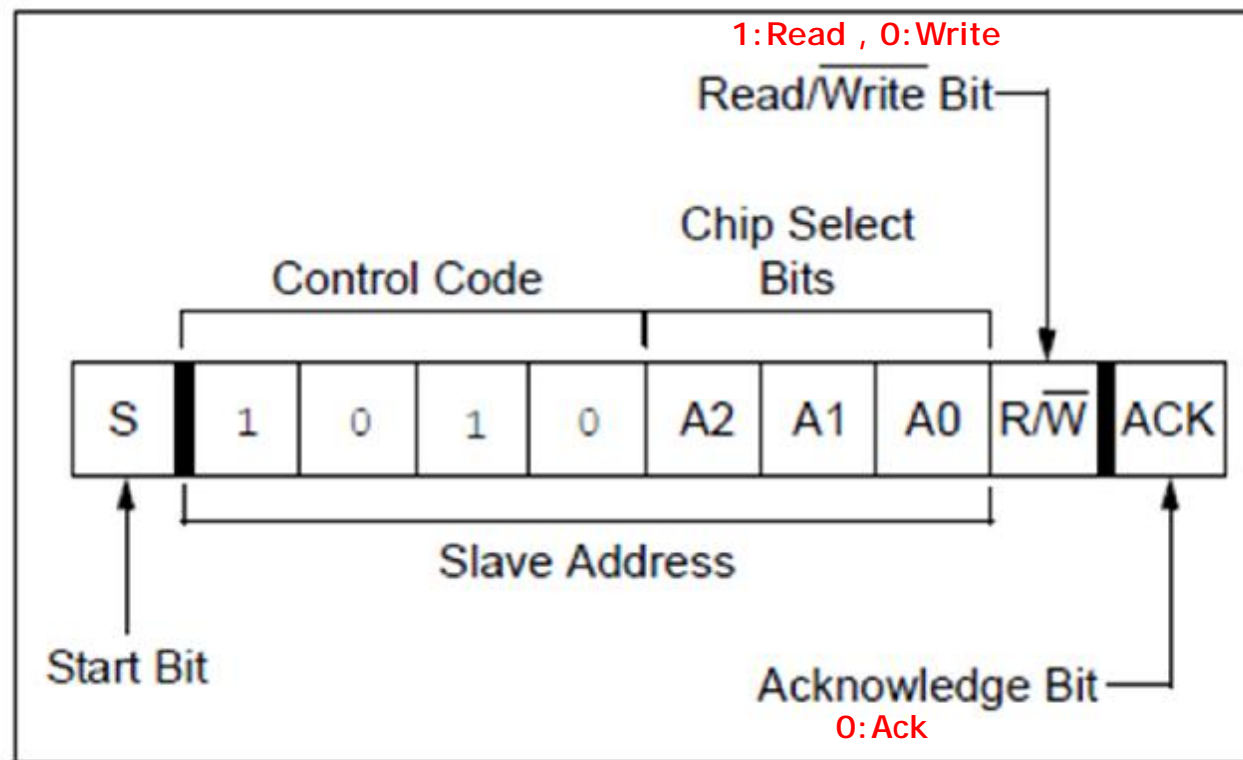 1:Read , 0:Write
Read/Write Bit
Chip Select
Bits
Control Code
S 1 0 1 0 A2 A1 A0 R/W ACK
Slave Address
Start Bit
Acknowledge Bit
0:Ack